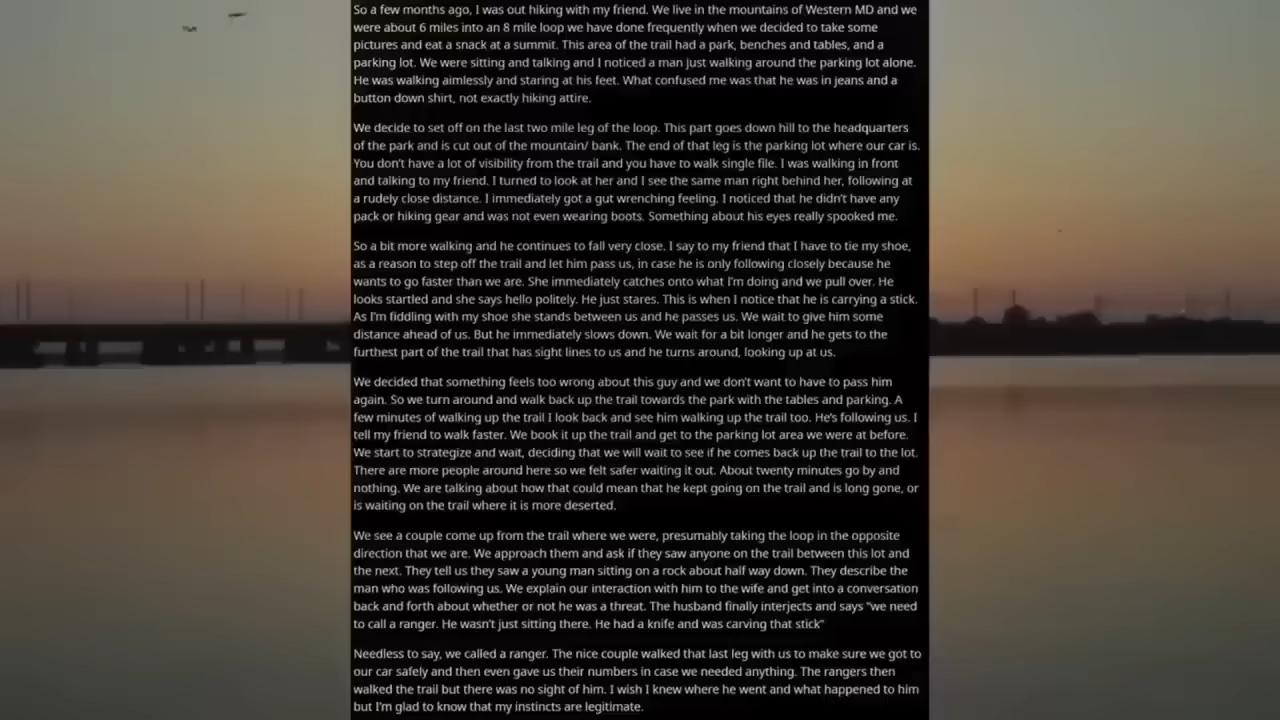 So a few months ago, I was out hiking with my friend. We live in the mountains of Western MD and we
were about 6 miles into an 8 mile loop we have done frequently when we decided to take some
pictures and eat a snack at a summit. This area of the trail had a park, benches and tables, and a
parking lot. We were sitting and talking and I noticed a man just walking around the parking lot alone.
He was walking aimlessly and staring at his feet. What confused me was that he was in jeans and a
button down shirt, not exactly hiking attire.
We decide to set off on the last two mile leg of the loop. This part goes down hill to the headquarters
of the park and is cut out of the mountain/ bank. The end of that leg is the parking lot where our car is.
You don't have a lot of visibility from the trail and you have to walk single file. I was walking in front
and talking to my friend. I turned to look at her and I see the same man right behind her, following at
a rudely close distance. I immediately got a gut wrenching feeling. I noticed that he didn't have any
pack or hiking gear and was not even wearing boots. Something about his eyes really spooked me.
So a bit more walking and he continues to fall very close. I say to my friend that I have to tie my shoe,
as a reason to step off the trail and let him pass us, in case he is only following closely because he
wants to go faster than we are. She immediately catches onto what I'm doing and we pull over. He
looks startled and she says hello politely. He just stares. This is when I notice that he is carrying a stick.
As I'm fiddling with my shoe she stands between us and he passes us. We wait to give him some
distance ahead of us. But he immediately slows down. We wait for a bit longer and he gets to the
furthest part of the trail that has sight lines to us and he turns around, looking up at us.
We decided that something feels too wrong about this guy and we don't want to have to pass him
again. So we turn around and walk back up the trail towards the park with the tables and parking. A
few minutes of walking up the trail I look back and see him walking up the trail too. He's following us. I
tell my friend to walk faster. We book it up the trail and get to the parking lot area we were at before.
We start to strategize and wait, deciding that we will wait to see if he comes back up the trail to the lot.
There are more people around here so we felt safer waiting it out. About twenty minutes go by and
nothing. We are talking about how that could mean that he kept going on the trail and is long gone, or
is waiting on the trail where it is more deserted.
We see a couple come up from the trail where we were, presumably taking the loop in the opposite
direction that we are. We approach them and ask if they saw anyone on the trail between this lot and
the next. They tell us they saw a young man sitting on a rock about half way down. They describe the
man who was following us. We explain our interaction with him to the wife and get into a conversation
back and forth about whether or not he was a threat. The husband finally interjects and says "we need
to call a ranger. He wasn't just sitting there. He had a knife and was carving that stick"
Needless to say, we called a ranger. The nice couple walked that last leg with us to make sure we got to
our car safely and then even gave us their numbers in case we needed anything. The rangers then
walked the trail but there was no sight of him. I wish I knew where he went and what happened to him
but I'm glad to know that my instincts are legitimate.